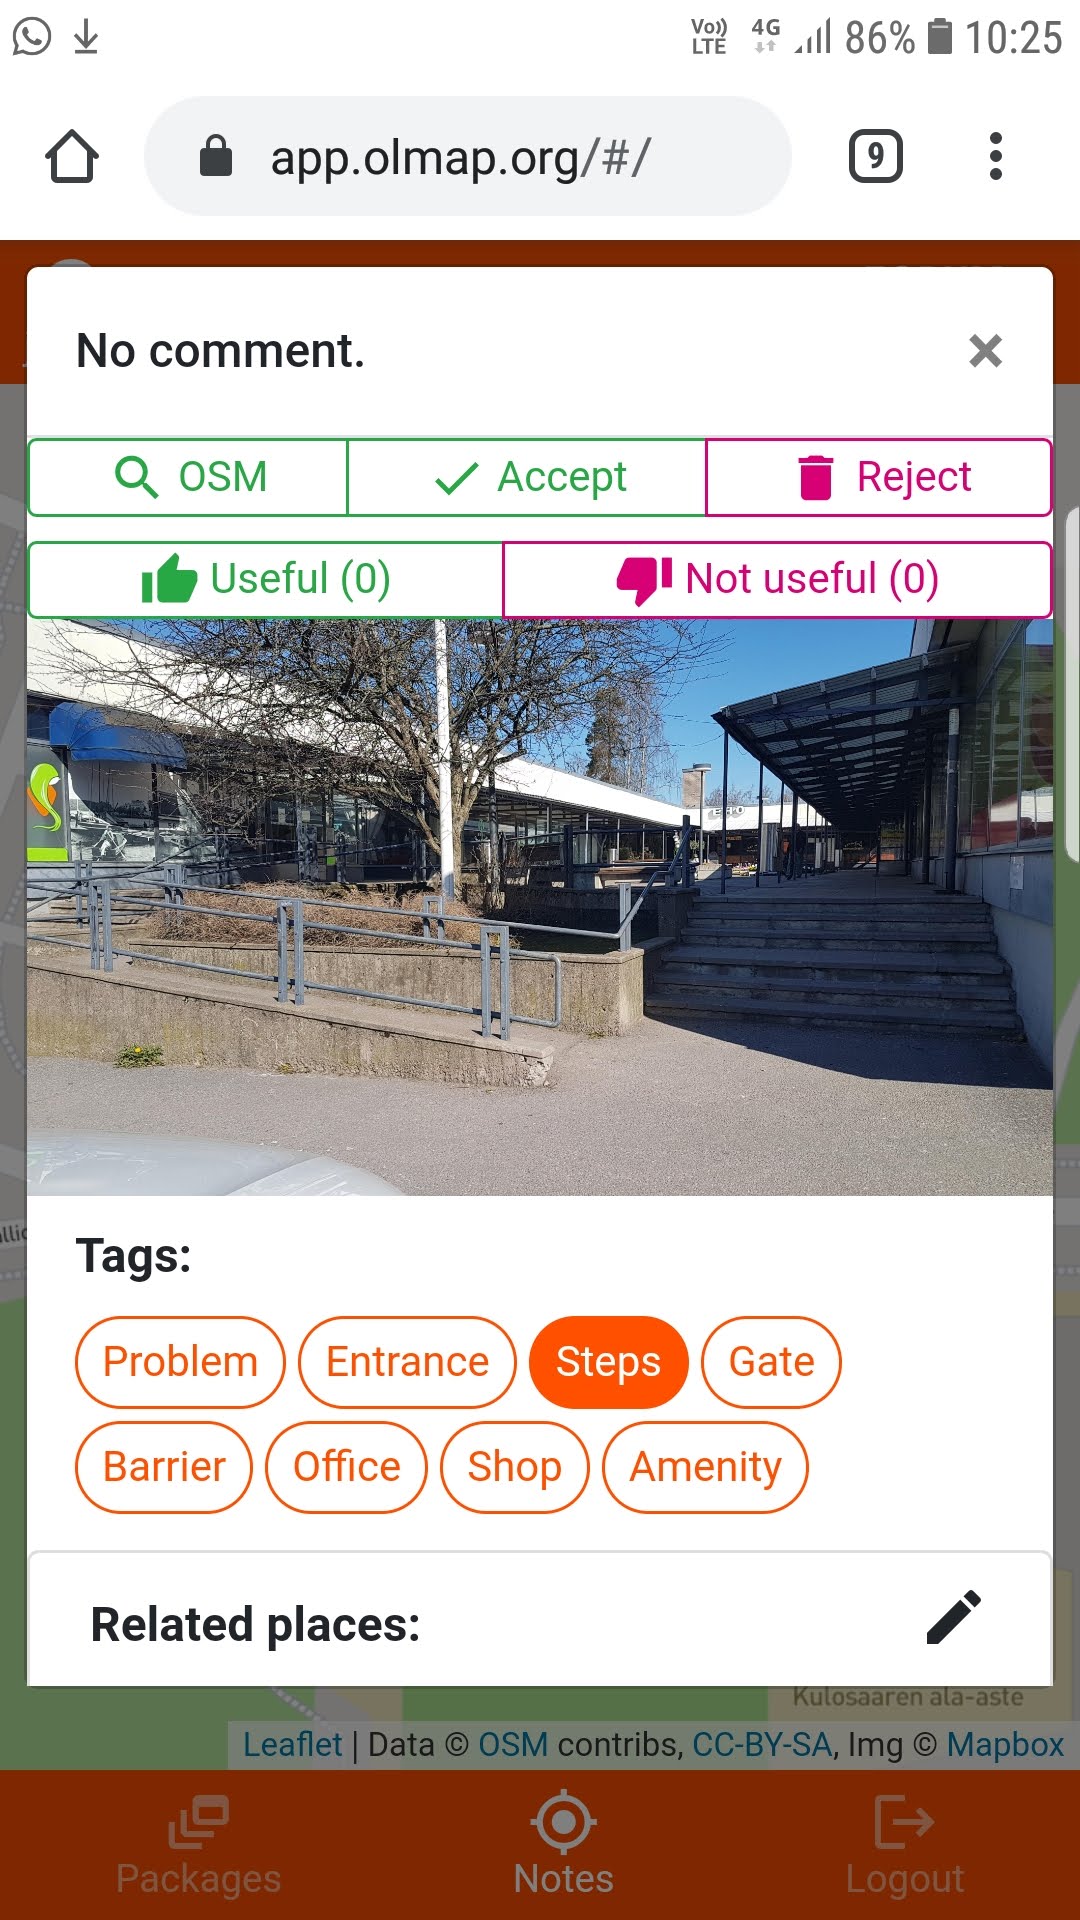 Vo)) LTE 4G 86% 10:25
app.olmap.org/#/ 9
No comment. ×
OSM Accept Reject
Useful (0) Not useful (0)
Tags:
Problem Entrance Steps Gate
Barrier Office Shop Amenity
Related places:
Kulosaaren ala-aste
Leaflet | Data © OSM contribs, CC-BY-SA, Img © Mapbox
Packages Notes Logout